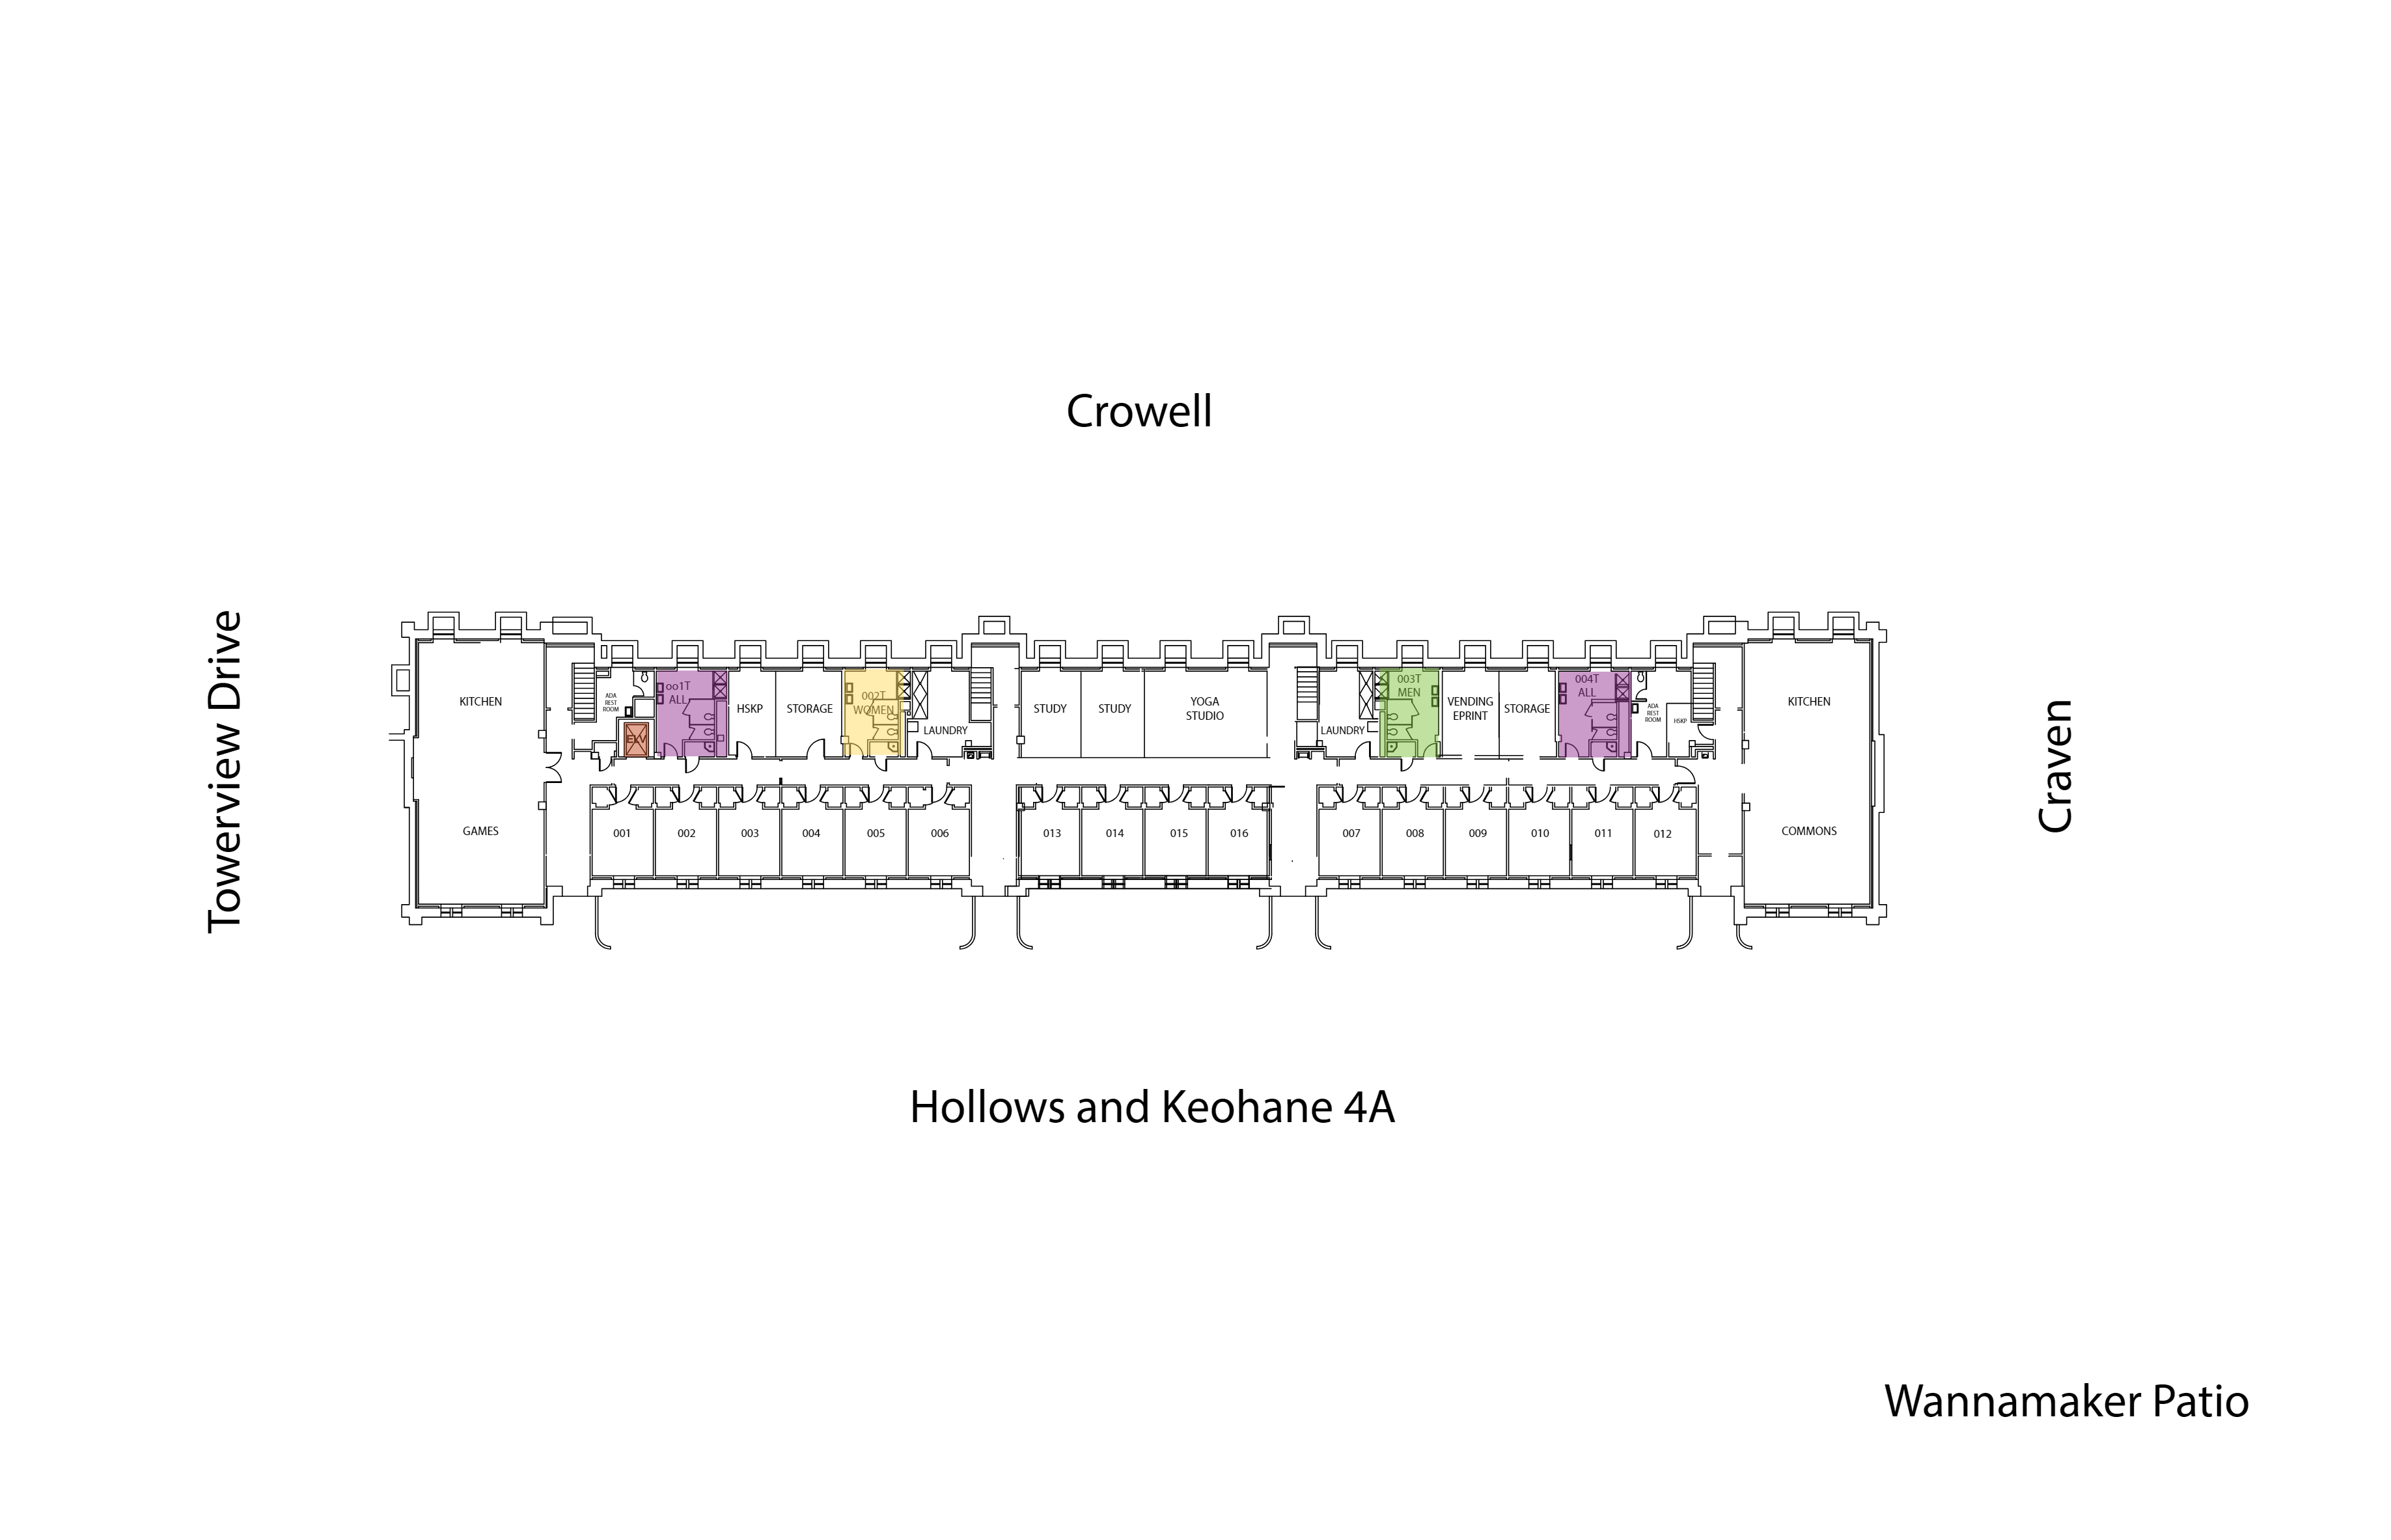 Crowell
Towerview Drive
Craven
KITCHEN
GAMES
ADA
REST
ROOM
ELV
oo1T
ALL
HSKP
STORAGE
002T
WOMEN
LAUNDRY
STUDY
STUDY
YOGA
STUDIO
LAUNDRY
003T
MEN
VENDING
EPRINT
STORAGE
004T
ALL
ADA
REST
ROOM
HSKP
KITCHEN
COMMONS
001
002
003
004
005
006
013
014
015
016
007
008
009
010
011
012
Hollows and Keohane 4A
Wannamaker Patio